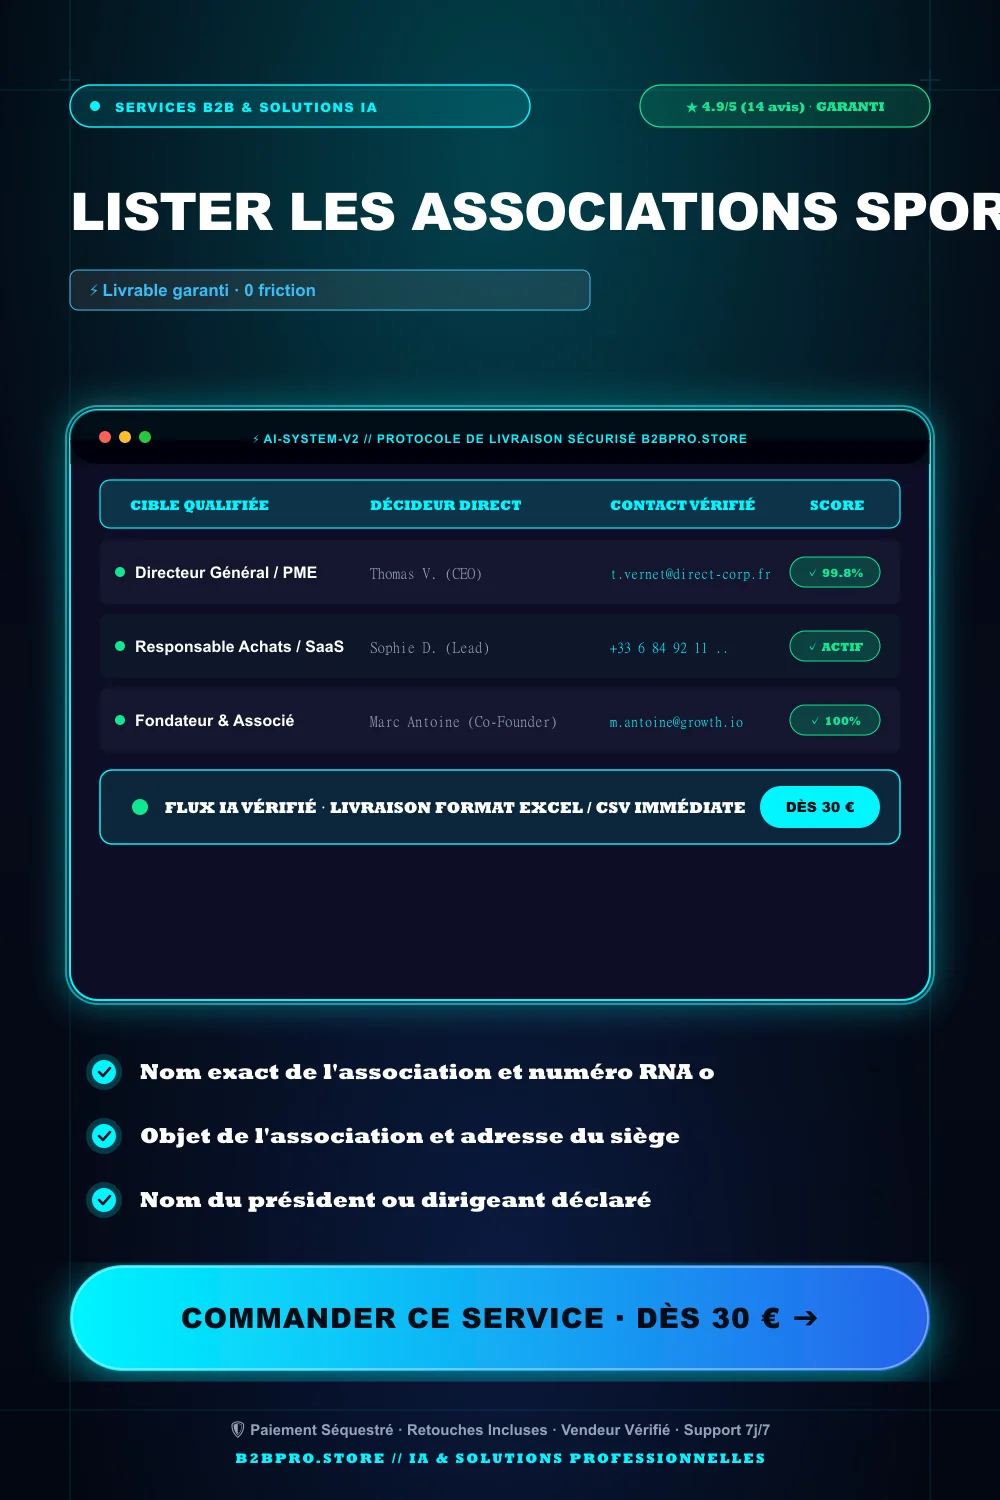 SERVICES B2B & SOLUTIONS IA
★ 4.9/5 (14 avis) · GARANTI
LISTER LES ASSOCIATIONS SPOR
⚡ Livrable garanti · 0 friction
⚡ AI-SYSTEM-V2 // PROTOCOLE DE LIVRAISON SÉCURISÉ B2BPRO.STORE
CIBLE QUALIFIÉE DÉCIDEUR DIRECT CONTACT VÉRIFIÉ SCORE
Directeur Général / PME Thomas V. (CEO) t.vernet@direct-corp.fr ✓ 99.8%
Responsable Achats / SaaS Sophie D. (Lead) +33 6 84 92 11 .. ✓ ACTIF
Fondateur & Associé Marc Antoine (Co-Founder) m.antoine@growth.io ✓ 100%
FLUX IA VÉRIFIÉ · LIVRAISON FORMAT EXCEL / CSV IMMÉDIATE DÈS 30 €
Nom exact de l'association et numéro RNA o
Objet de l'association et adresse du siège
Nom du président ou dirigeant déclaré
COMMANDER CE SERVICE · DÈS 30 € →
🛡 Paiement Séquestré · Retouches Incluses · Vendeur Vérifié · Support 7j/7
B2BPRO.STORE // IA & SOLUTIONS PROFESSIONNELLES